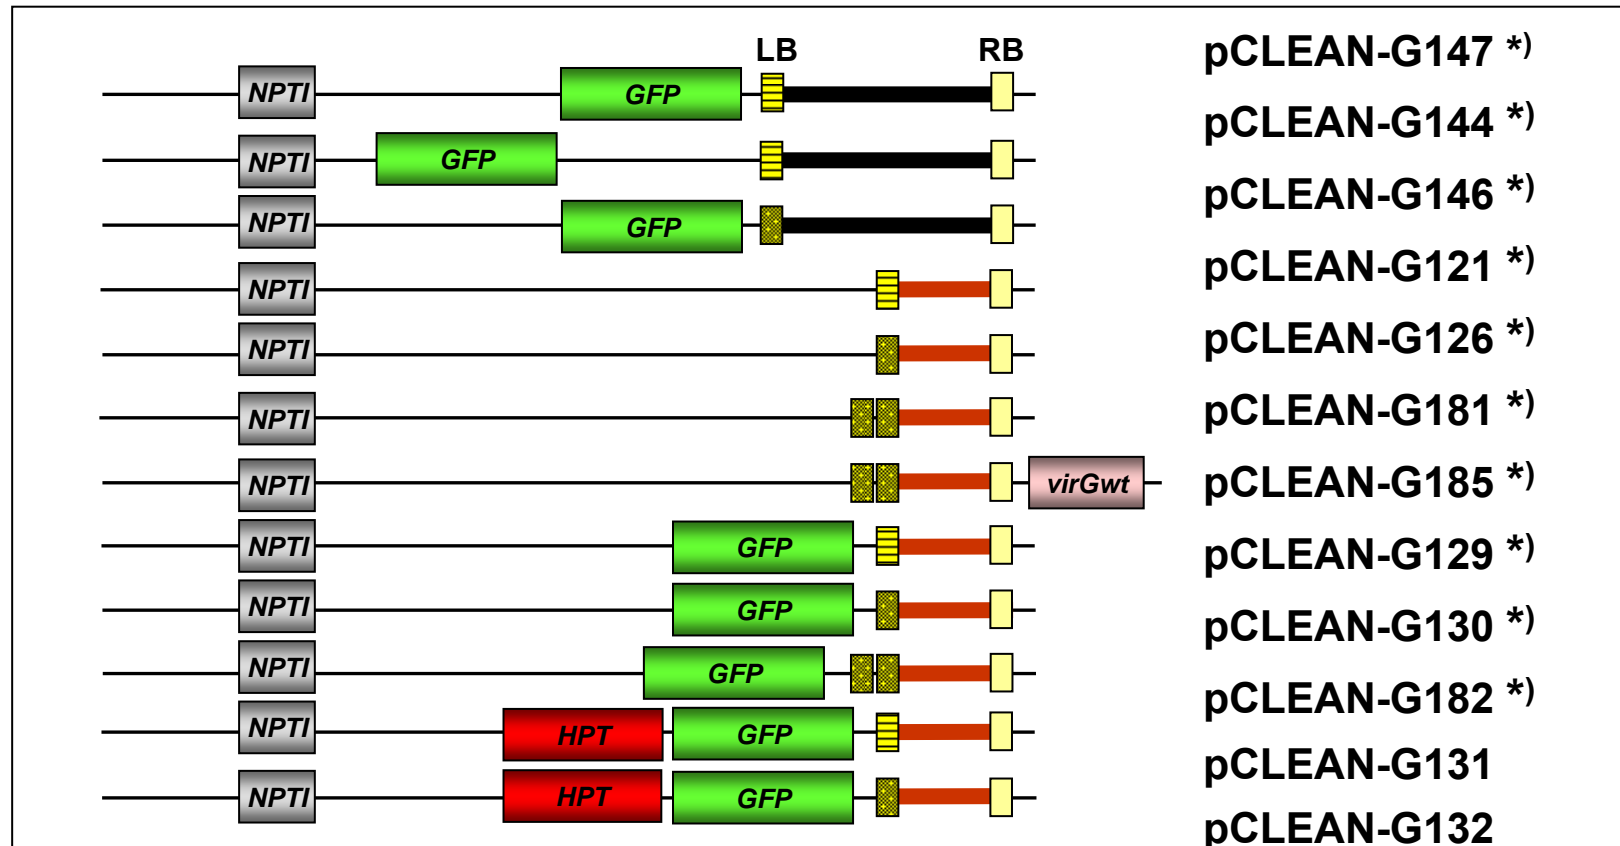 LB RB pCLEAN-G147 *)
NPTI GFP
pCLEAN-G144 *)
NPTI GFP
pCLEAN-G146 *)
NPTI GFP
pCLEAN-G121 *)
NPTI
pCLEAN-G126 *)
NPTI
pCLEAN-G181 *)
NPTI
pCLEAN-G185 *)
NPTI virGwt
pCLEAN-G129 *)
NPTI GFP
NPTI GFP
pCLEAN-G130 *)
NPTI GFP
pCLEAN-G182 *)
NPTI HPT GFP
pCLEAN-G131
NPTI HPT GFP
pCLEAN-G132